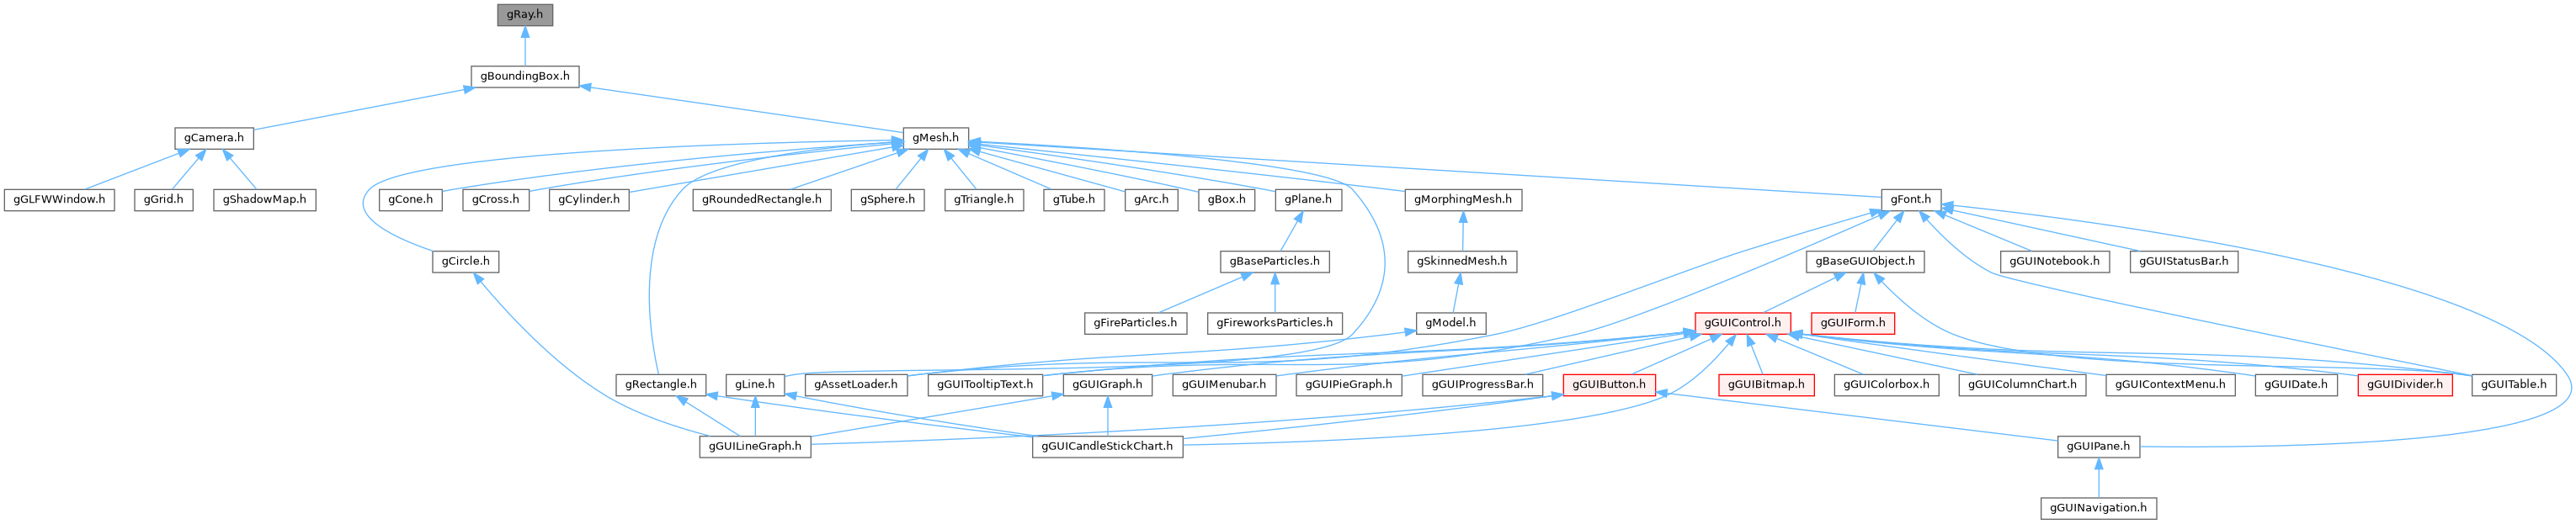 gRay.h
gBoundingBox.h
gCamera.h
gMesh.h
gGLFWWindow.h
gGrid.h
gShadowMap.h
gCone.h
gCross.h
gCylinder.h
gRoundedRectangle.h
gSphere.h
gTriangle.h
gTube.h
gArc.h
gBox.h
gPlane.h
gMorphingMesh.h
gFont.h
gCircle.h
gBaseParticles.h
gSkinnedMesh.h
gBaseGUIObject.h
gGUINotebook.h
gGUIStatusBar.h
gFireParticles.h
gFireworksParticles.h
gModel.h
gGUIControl.h
gGUIForm.h
gRectangle.h
gLine.h
gAssetLoader.h
gGUITooltipText.h
gGUIGraph.h
gGUIMenubar.h
gGUIPieGraph.h
gGUIProgressBar.h
gGUIButton.h
gGUIBitmap.h
gGUIColorbox.h
gGUIColumnChart.h
gGUIContextMenu.h
gGUIDate.h
gGUIDivider.h
gGUITable.h
gGUILineGraph.h
gGUICandleStickChart.h
gGUIPane.h
gGUINavigation.h